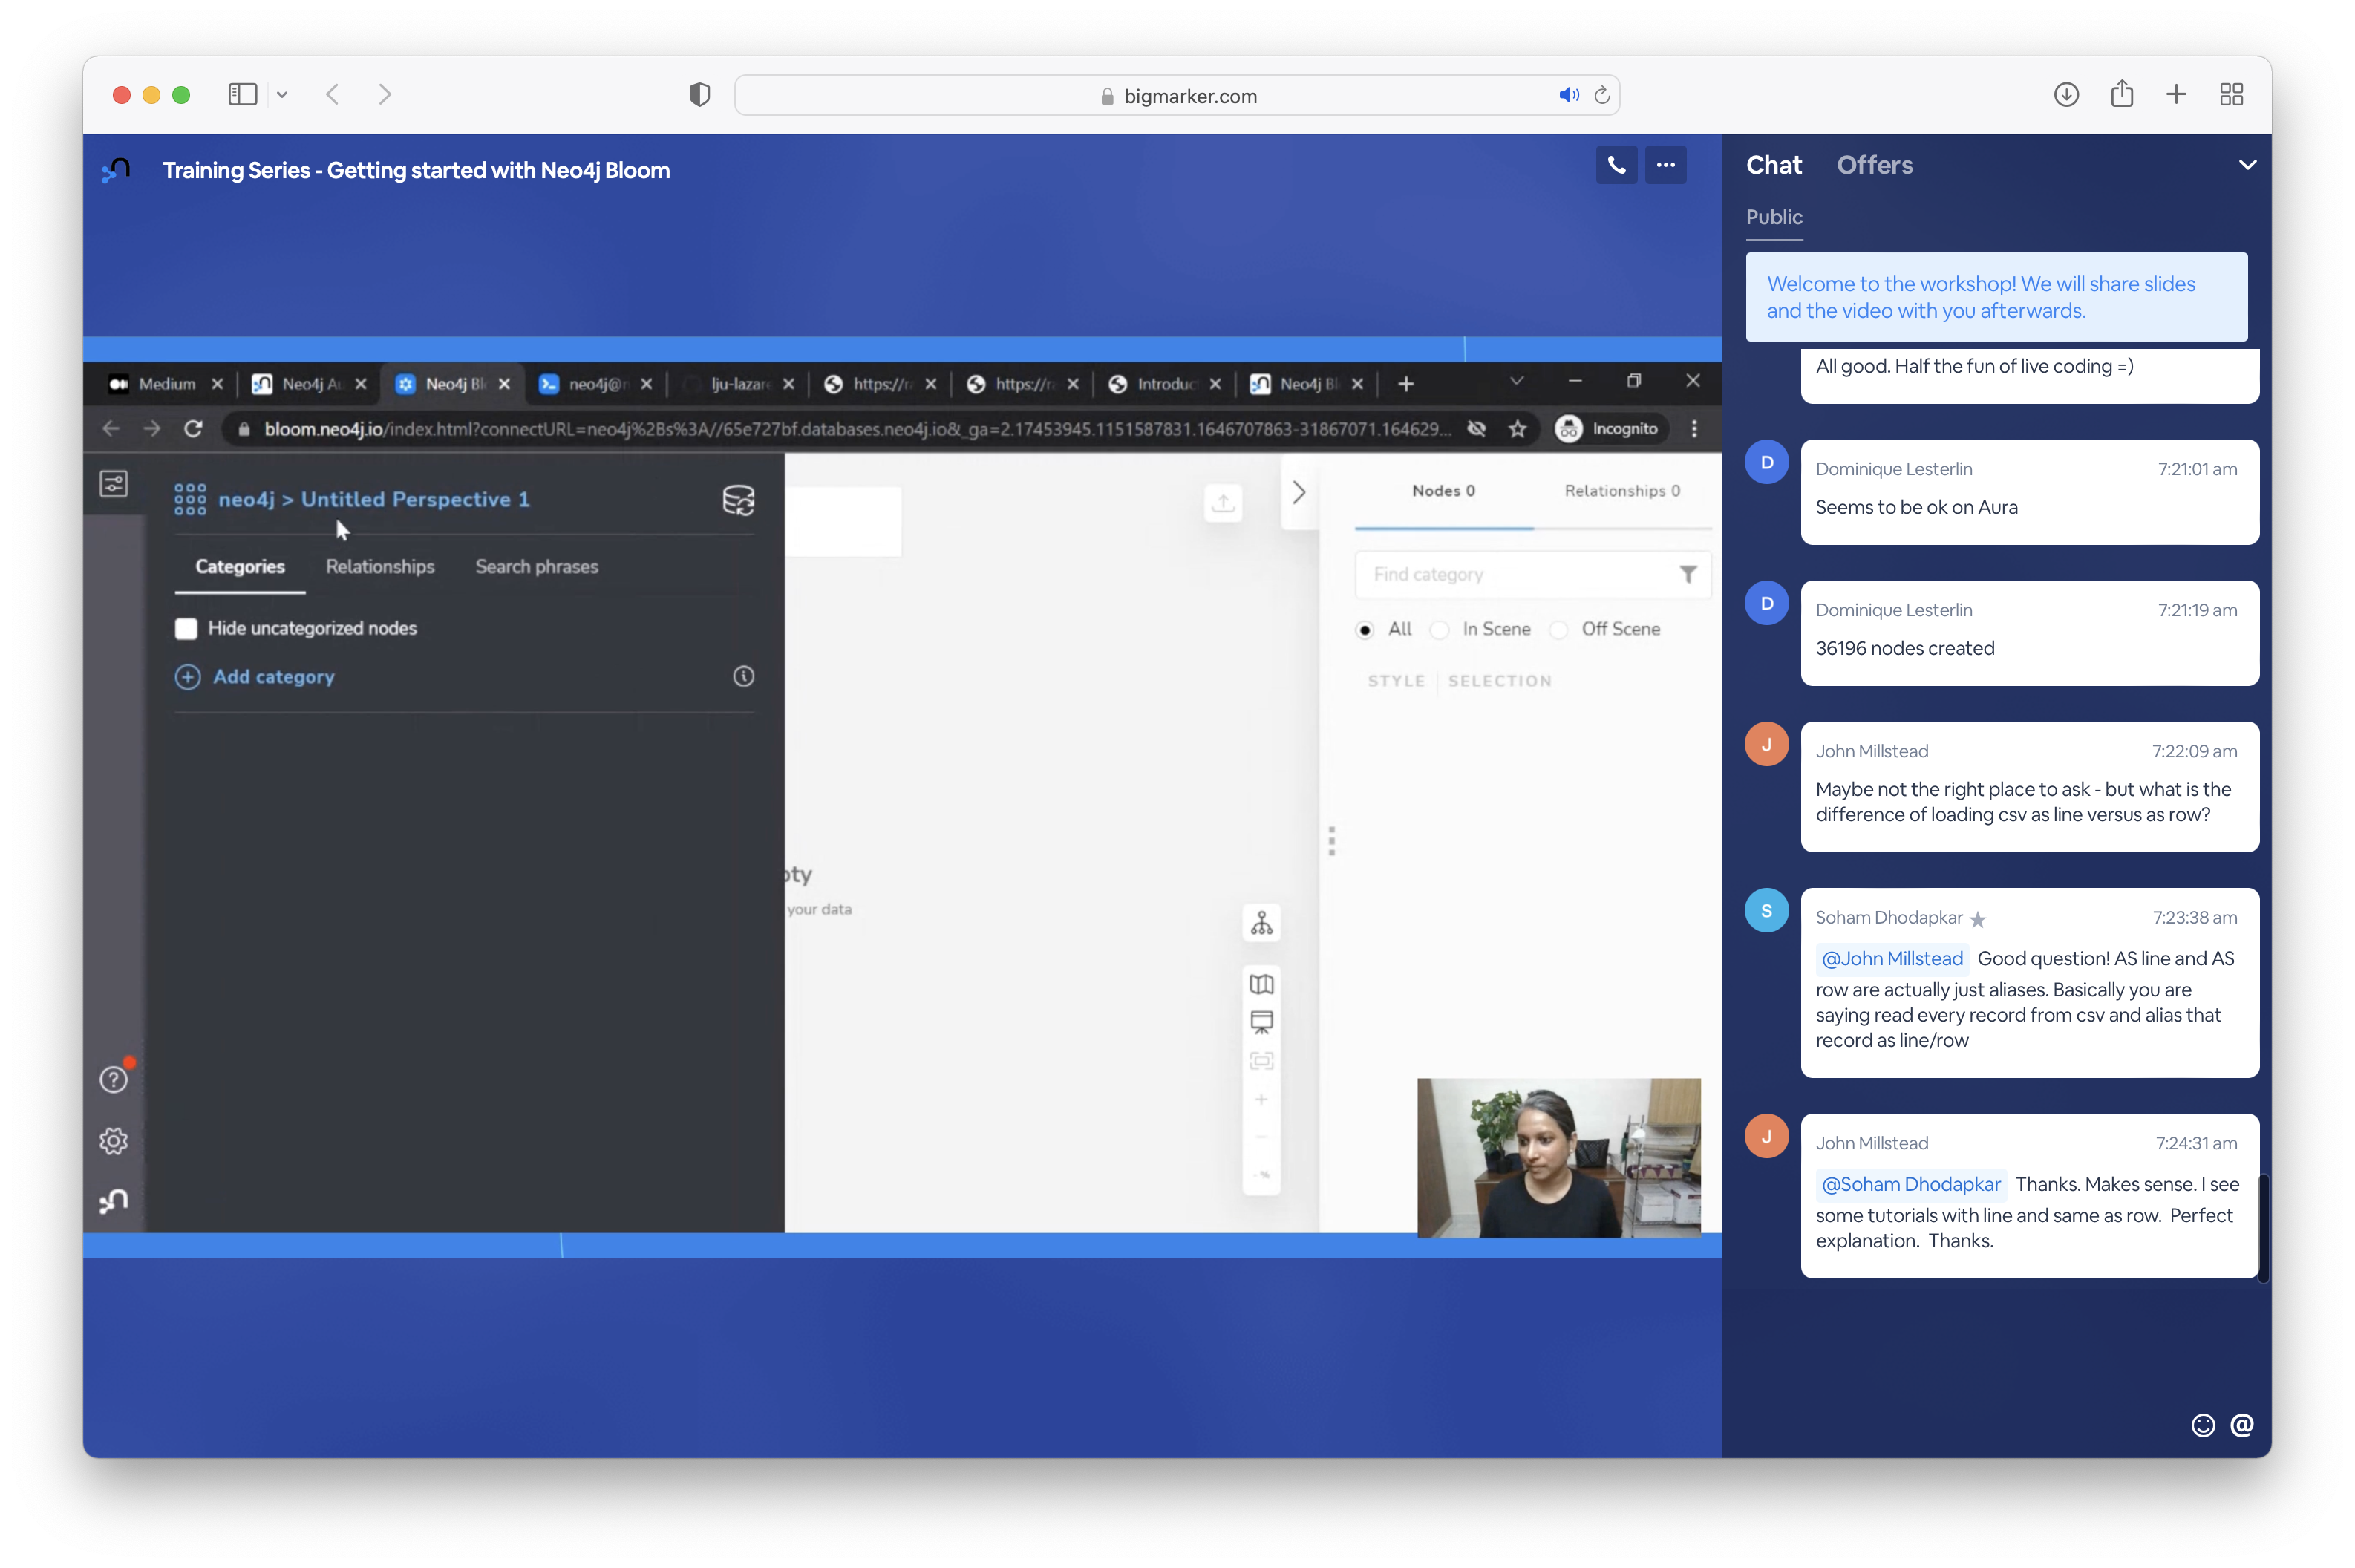 bigmarker.com
Training Series - Getting started with Neo4j Bloom
Medium
Neo4j Au
Neo4j Bl
neo4j@n
lju-lazare
https://ra
https://ra
Introduc
Neo4j Bl
bloom.neo4j.io/index.html?connectURL=neo4j%2Bs%3A//65e727bf.databases.neo4j.io&_ga=2.17453945.1151587831.1646707863-31867071.164629...
Incognito
neo4j > Untitled Perspective 1
Categories
Relationships
Search phrases
Hide uncategorized nodes
Add category
pty
your data
Nodes 0
Relationships 0
Find category
All
In Scene
Off Scene
STYLE
SELECTION
Chat
Offers
Public
Welcome to the workshop! We will share slides
and the video with you afterwards.
All good. Half the fun of live coding =)
D
Dominique Lesterlin
7:21:01 am
Seems to be ok on Aura
D
Dominique Lesterlin
7:21:19 am
36196 nodes created
J
John Millstead
7:22:09 am
Maybe not the right place to ask - but what is the
difference of loading csv as line versus as row?
S
Soham Dhodapkar
7:23:38 am
@John Millstead Good question! AS line and AS
row are actually just aliases. Basically you are
saying read every record from csv and alias that
record as line/row
J
John Millstead
7:24:31 am
@Soham Dhodapkar Thanks. Makes sense. I see
some tutorials with line and same as row. Perfect
explanation. Thanks.